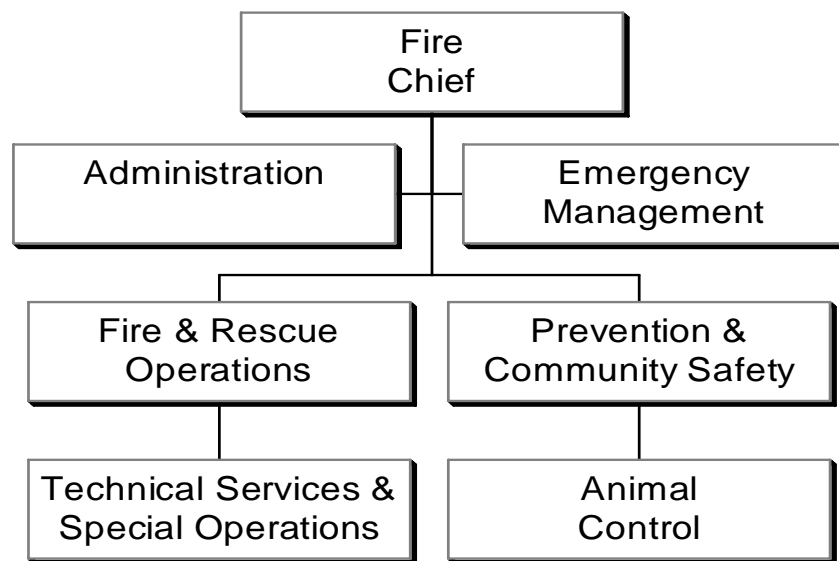 Fire
Chief
Administration
Emergency
Management
Fire & Rescue
Operations
Prevention &
Community Safety
Technical Services &
Special Operations
Animal
Control